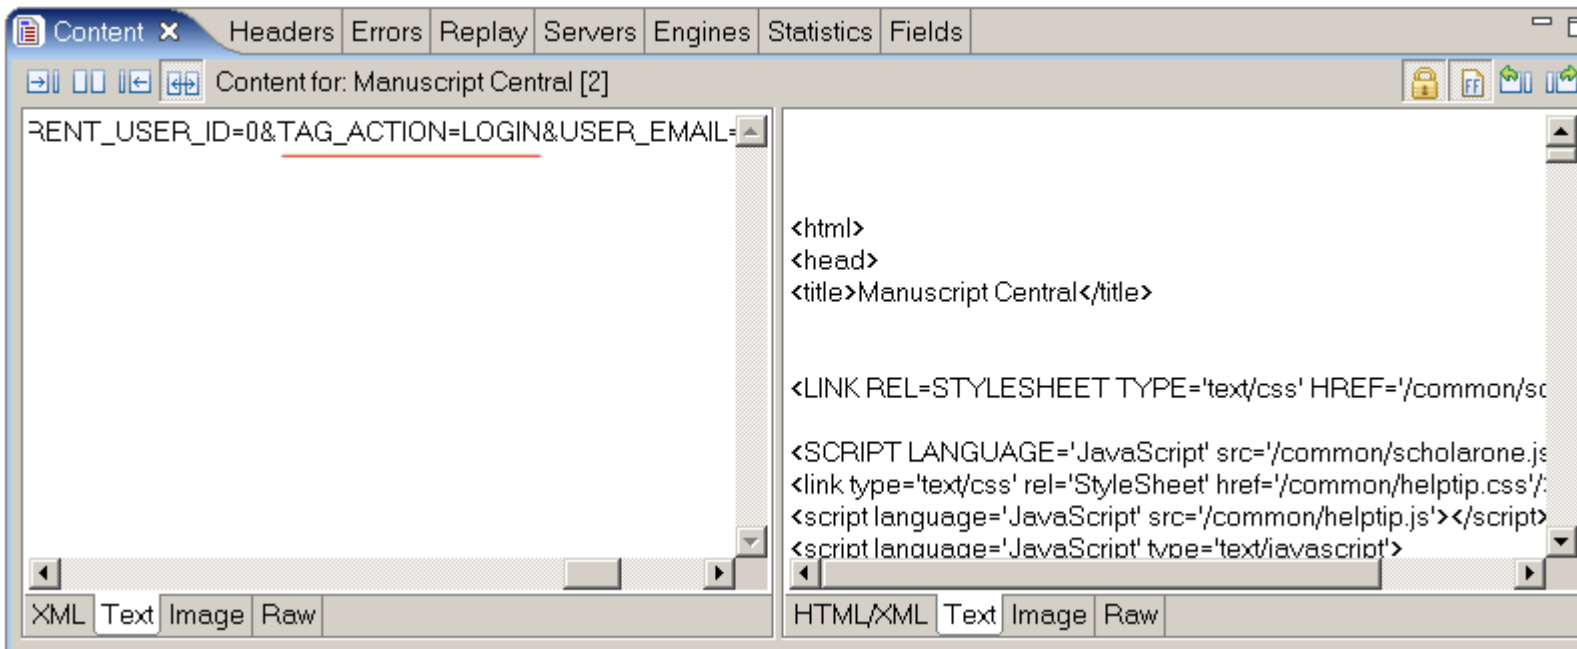 Content Headers Errors Replay Servers Engines Statistics Fields
Content for: Manuscript Central [2]
FF
RENT_USER_ID=0&TAG_ACTION=LOGIN&USER_EMAIL=
<html>
<head>
<title>Manuscript Central</title>
<LINK REL=STYLESHEET TYPE='text/css' HREF='/common/sc
<SCRIPT LANGUAGE='JavaScript' src='/common/scholarone.js
<link type='text/css' rel='StyleSheet' href='/common/helptip.css'/>
<script language='JavaScript' src='/common/helptip.js'></script>
<script language='JavaScript' type='text/javascript'>
XML Text Image Raw
HTML/XML Text Image Raw